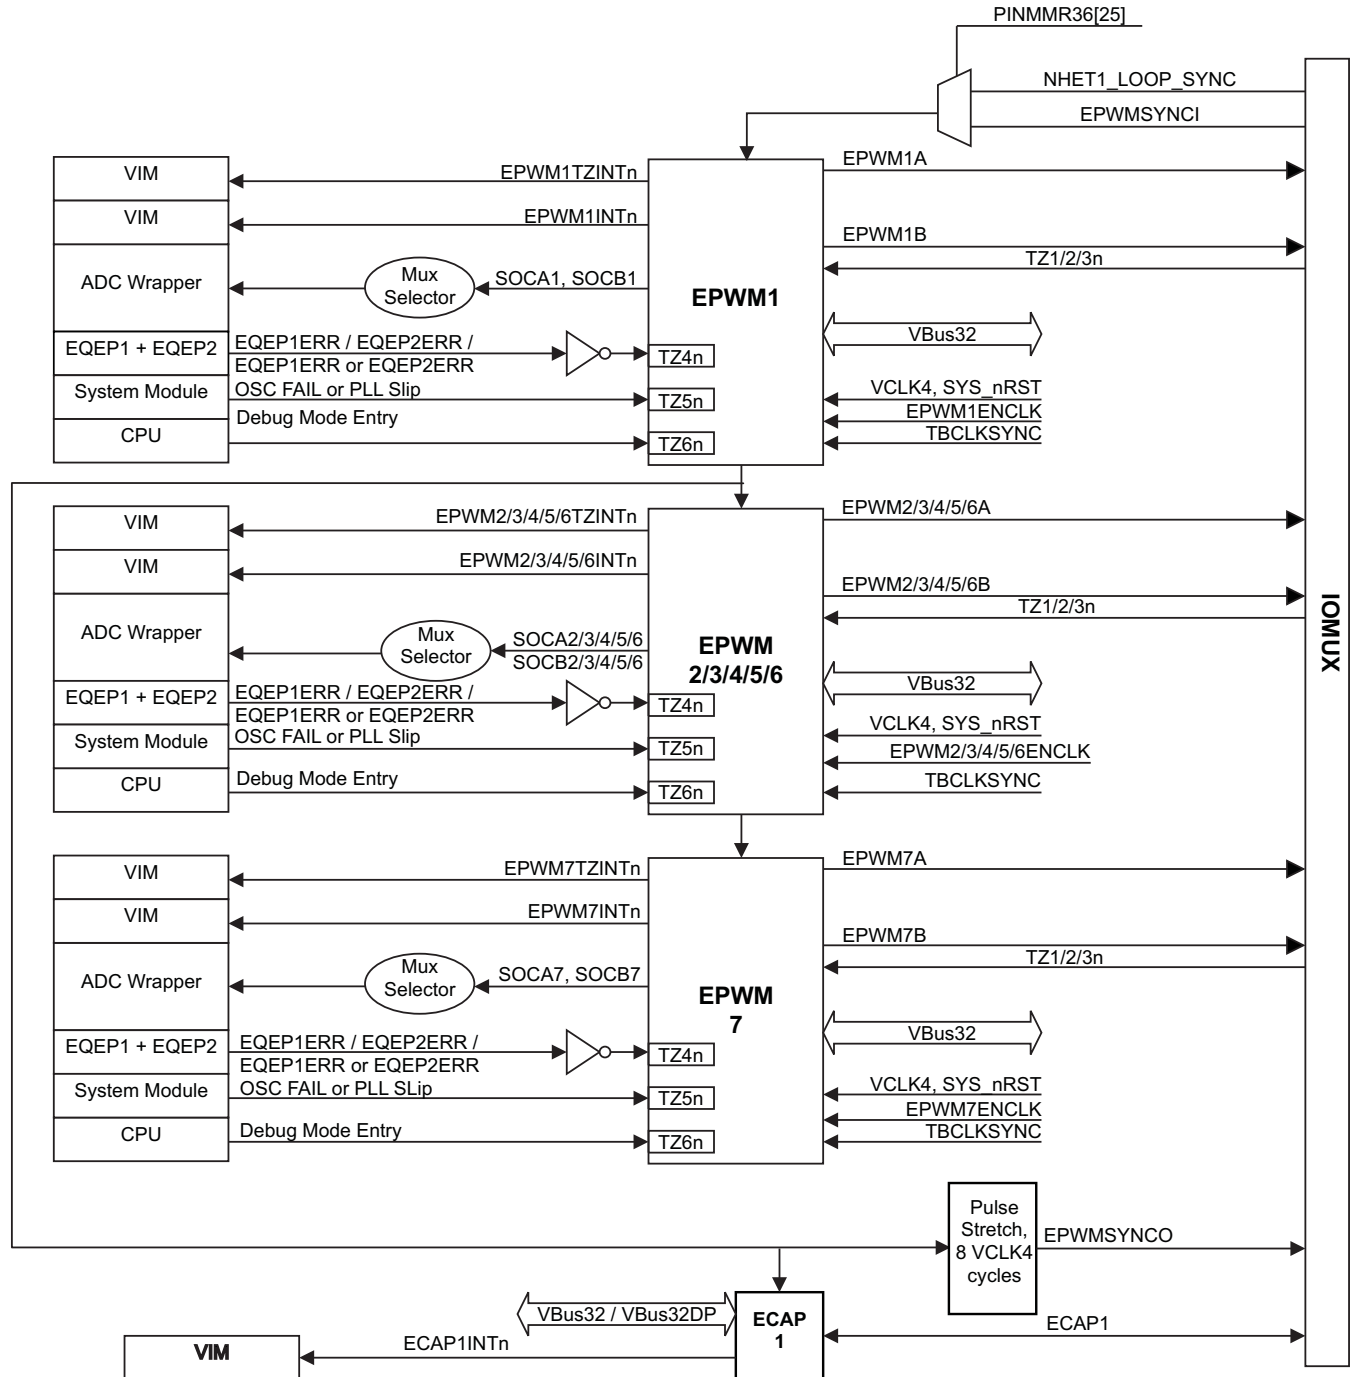 PINMMR36[25]
NHET1_LOOP_SYNC
EPWMSYNCI
VIM
EPWM1TZINTn
EPWM1A
VIM
EPWM1INTn
EPWM1B
TZ1/2/3n
ADC Wrapper
Mux
Selector
SOCA1, SOCB1
EPWM1
VBus32
EQEP1 + EQEP2
EQEP1ERR / EQEP2ERR /
EQEP1ERR or EQEP2ERR
TZ4n
System Module
OSC FAIL or PLL Slip
TZ5n
VCLK4, SYS_nRST
EPWM1ENCLK
CPU
Debug Mode Entry
TZ6n
TBCLKSYNC
VIM
EPWM2/3/4/5/6TZINTn
EPWM2/3/4/5/6A
VIM
EPWM2/3/4/5/6INTn
EPWM2/3/4/5/6B
TZ1/2/3n
IOMUX
ADC Wrapper
Mux
Selector
SOCA2/3/4/5/6
SOCB2/3/4/5/6
EPWM
2/3/4/5/6
VBus32
EQEP1 + EQEP2
EQEP1ERR / EQEP2ERR /
EQEP1ERR or EQEP2ERR
TZ4n
System Module
OSC FAIL or PLL Slip
TZ5n
VCLK4, SYS_nRST
EPWM2/3/4/5/6ENCLK
CPU
Debug Mode Entry
TZ6n
TBCLKSYNC
VIM
EPWM7TZINTn
EPWM7A
VIM
EPWM7INTn
EPWM7B
TZ1/2/3n
ADC Wrapper
Mux
Selector
SOCA7, SOCB7
EPWM
7
VBus32
EQEP1 + EQEP2
EQEP1ERR / EQEP2ERR /
EQEP1ERR or EQEP2ERR
TZ4n
System Module
OSC FAIL or PLL SLip
TZ5n
VCLK4, SYS_nRST
EPWM7ENCLK
CPU
Debug Mode Entry
TZ6n
TBCLKSYNC
Pulse
Stretch,
8 VCLK4
cycles
EPWMSYNCO
VBus32 / VBus32DP
ECAP
1
ECAP1
VIM
ECAP1INTn